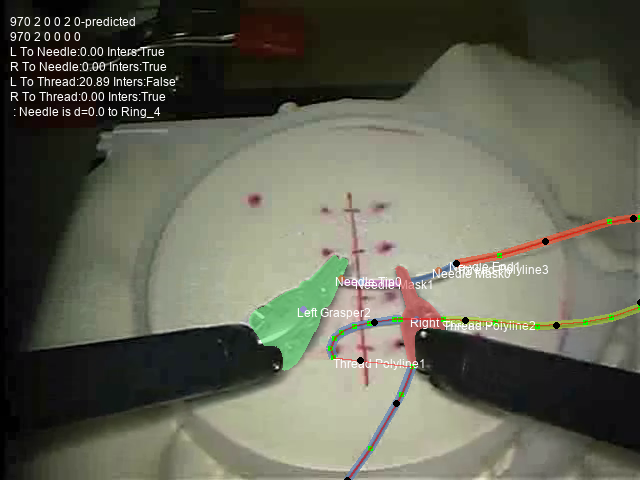 970 2 0 0 2 0-predicted
970 2 0 0 0 0
L To Needle:0.00 Inters:True
R To Needle:0.00 Inters:True
L To Thread:20.89 Inters:False
R To Thread:0.00 Inters:True
: Needle is d=0.0 to Ring_4
Thread Polyline3
Needle Mask0
Needle Tip0
Needle Mask1
Left Grasper2
Right
Thread Polyline2
Thread Polyline1